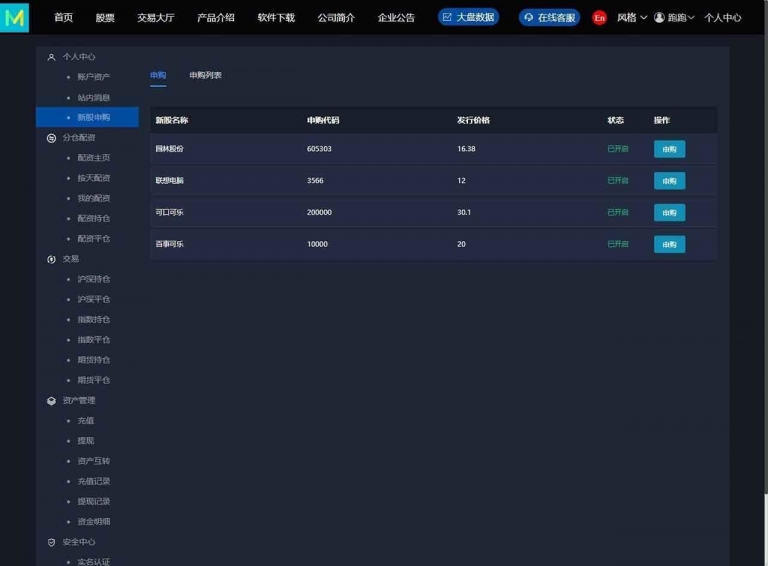 首页 股票 交易大厅 产品介绍 软件下载 公司简介 企业公告 大盘数据 在线客服 En 风格 跑跑 个人中心
个人中心
账户资产
站内消息
新股申购
分仓配资
配资主页
按天配资
我的配资
配资持仓
配资平仓
交易
沪深持仓
沪深平仓
指数持仓
指数平仓
期货持仓
期货平仓
资产管理
充值
提现
资产互转
充值记录
提现记录
资金明细
安全中心
实名认证
申购 申购列表
新股名称 申购代码 发行价格 状态 操作
园林股份 605303 16.38 已开启 申购
联想电脑 3566 12 已开启 申购
可口可乐 200000 30.1 已开启 申购
百事可乐 10000 20 已开启 申购